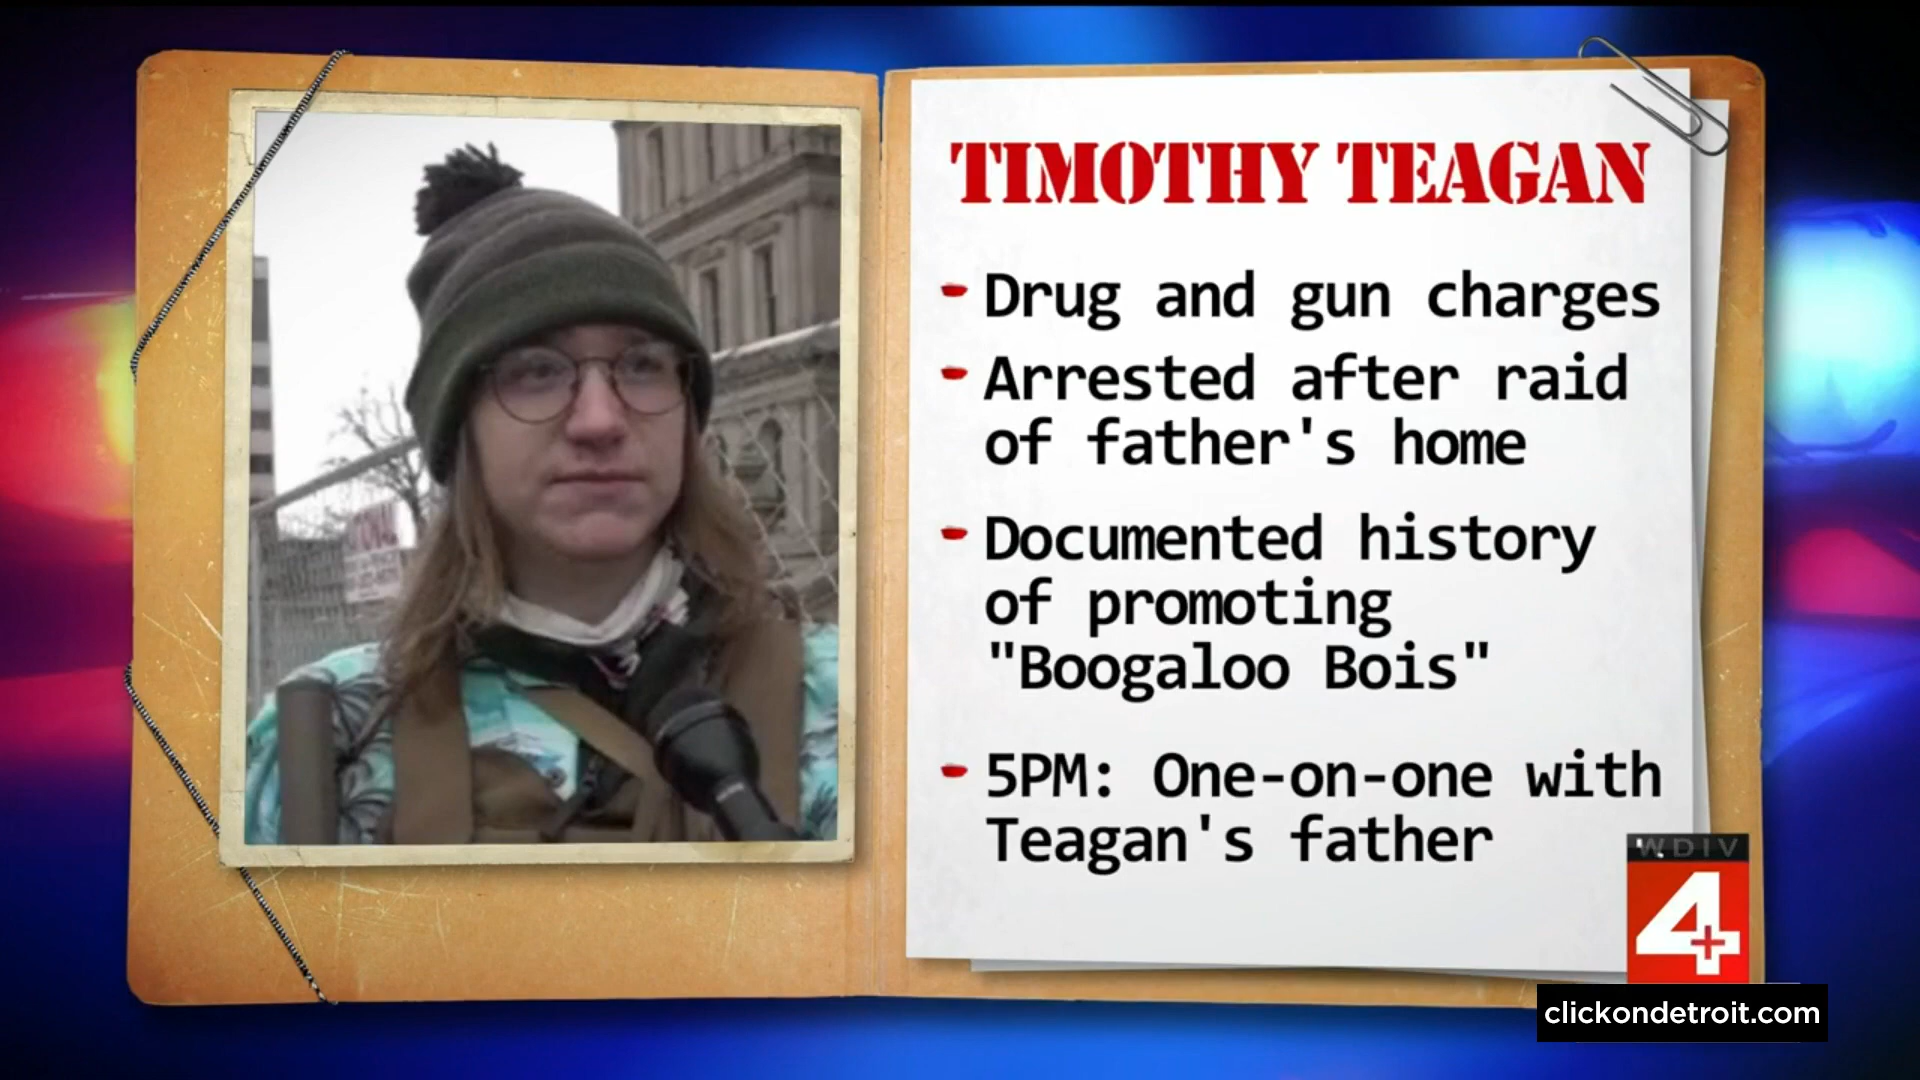 TIMOTHY TEAGAN
- Drug and gun charges
- Arrested after raid
of father's home
- Documented history
of promoting
"Boogaloo Bois"
- 5PM: One-on-one with
Teagan's father
WDIV
4+
clickondetroit.com